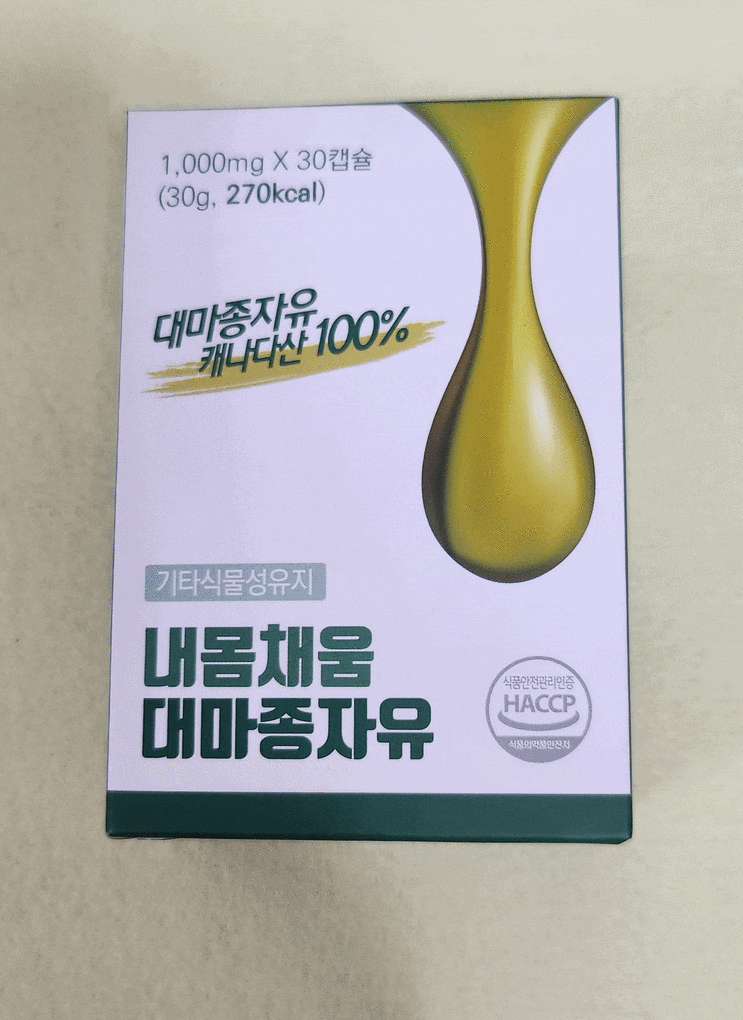 1,000mg X 30캡슐
(30g, 270kcal)
대마종자유
캐나다산 100%
기타식물성유지
내몸채움
대마종자유
식품안전관리인증
HACCP
식품의약품안전처